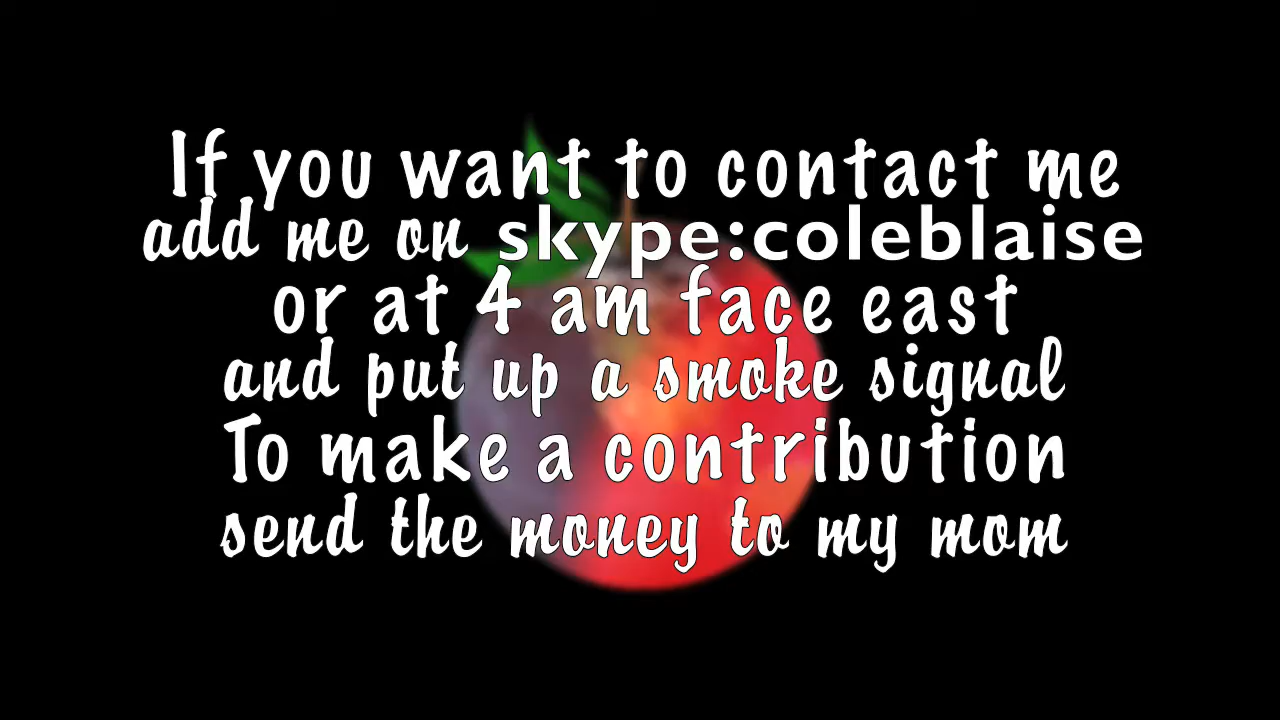 If you want to contact me
add me on skype:coleblaise
or at 4 am face east
and put up a smoke signal
To make a contribution
send the money to my mom